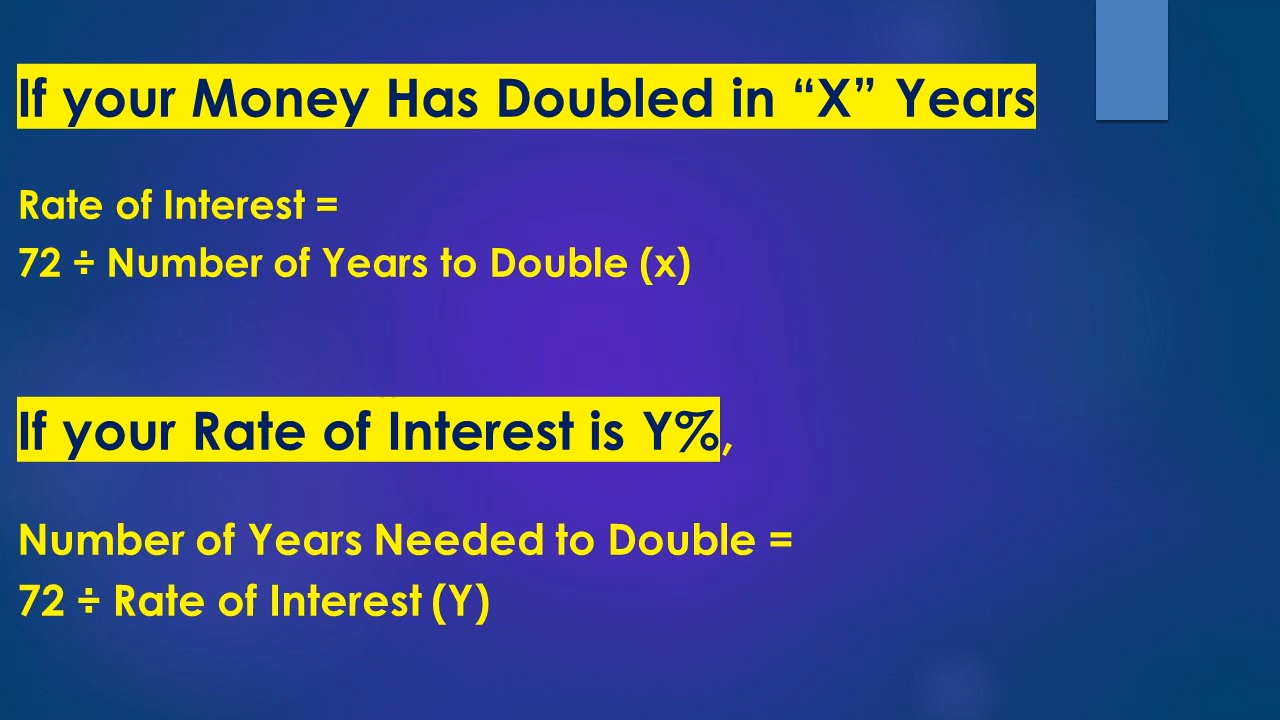 If your Money Has Doubled in “X” Years
Rate of Interest =
72 ÷ Number of Years to Double (x)
If your Rate of Interest is Y%,
Number of Years Needed to Double =
72 ÷ Rate of Interest (Y)